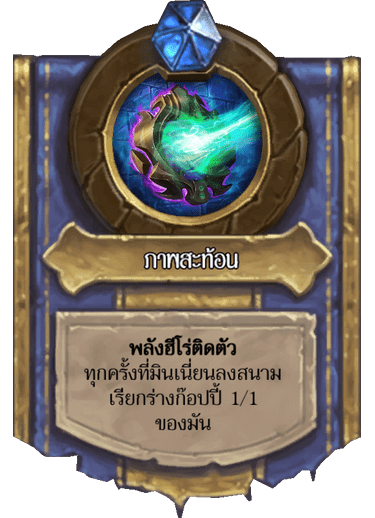 ภาพสะท้อน
พลังฮีโร่ติดตัว
ทุกครั้งที่มินเนี่ยนลงสนาม
เรียกร่างก๊อปปี้ 1/1
ของมัน